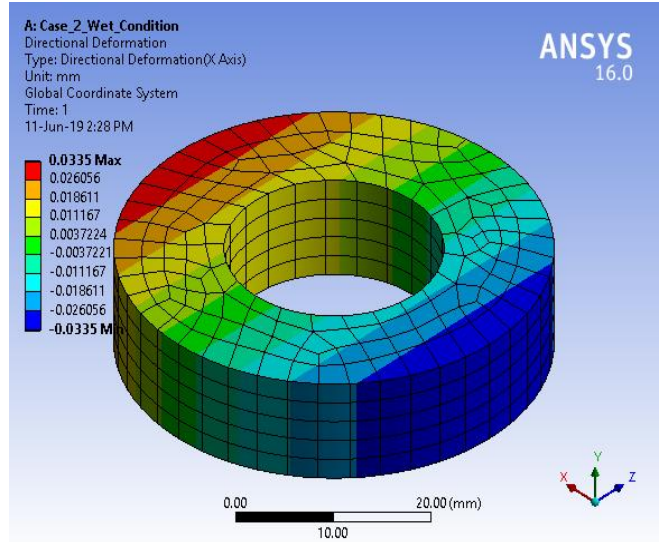 A: Case_2_Wet_Condition
Directional Deformation
Type: Directional Deformation(X Axis)
Unit: mm
Global Coordinate System
Time: 1
11-Jun-19 2:28 PM
ANSYS
16.0
0.0335 Max
0.026056
0.018611
0.011167
0.0037224
-0.0037221
-0.011167
-0.018611
-0.026056
-0.0335
Y
X
Z
0.00
20.00 (mm)
10.00